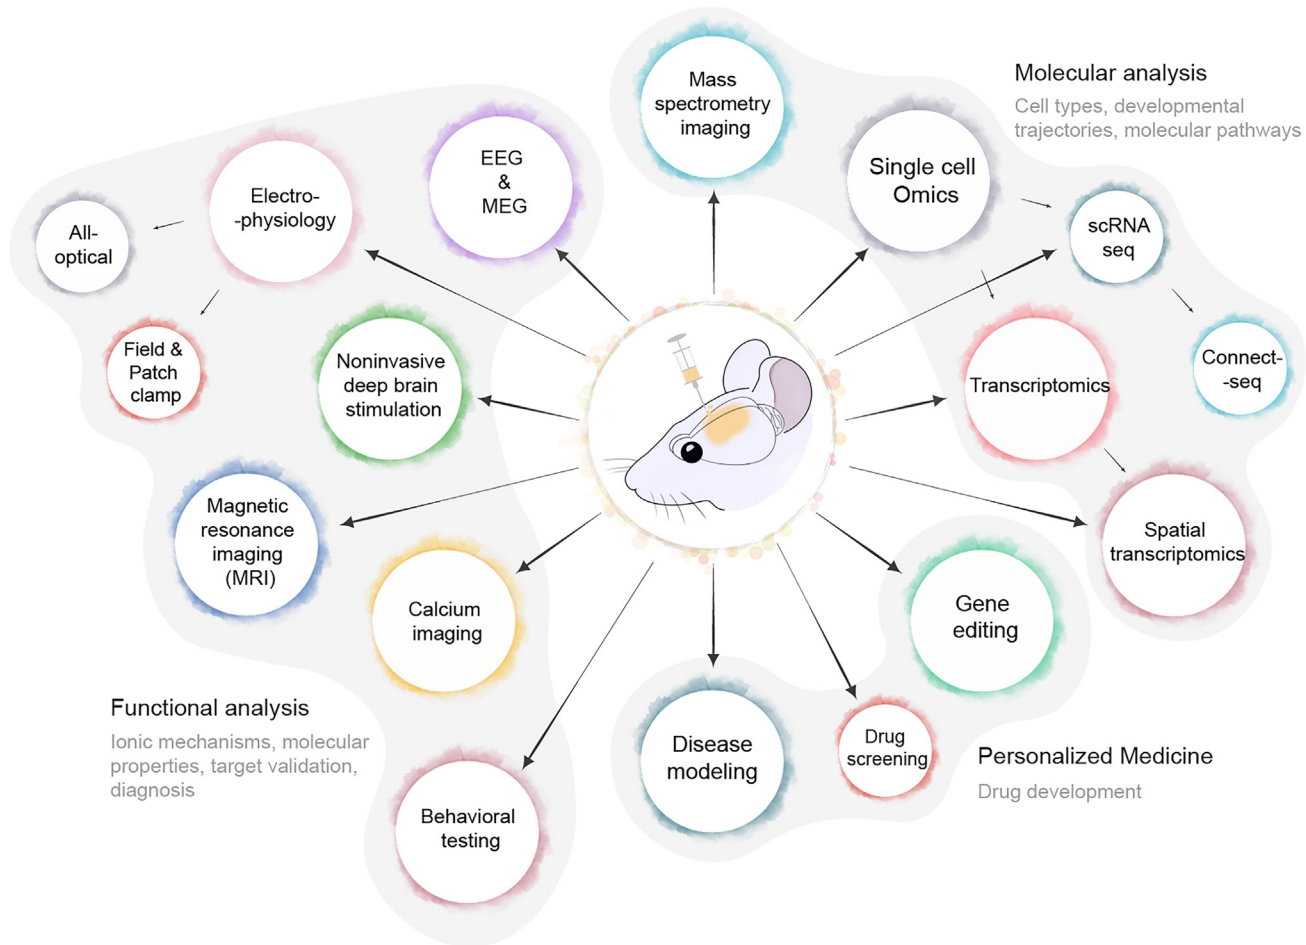 Mass
spectrometry
imaging
Molecular analysis
Cell types, developmental
trajectories, molecular pathways
Single cell
Omics
scRNA
seq
Connect-
-seq
Transcriptomics
Spatial
transcriptomics
EEG
&
MEG
Electro-
-physiology
All-
optical
Field &
Patch
clamp
Noninvasive
deep brain
stimulation
Magnetic
resonance
imaging
(MRI)
Calcium
imaging
Functional analysis
Ionic mechanisms, molecular
properties, target validation,
diagnosis
Behavioral
testing
Disease
modeling
Drug
screening
Gene
editing
Personalized Medicine
Drug development